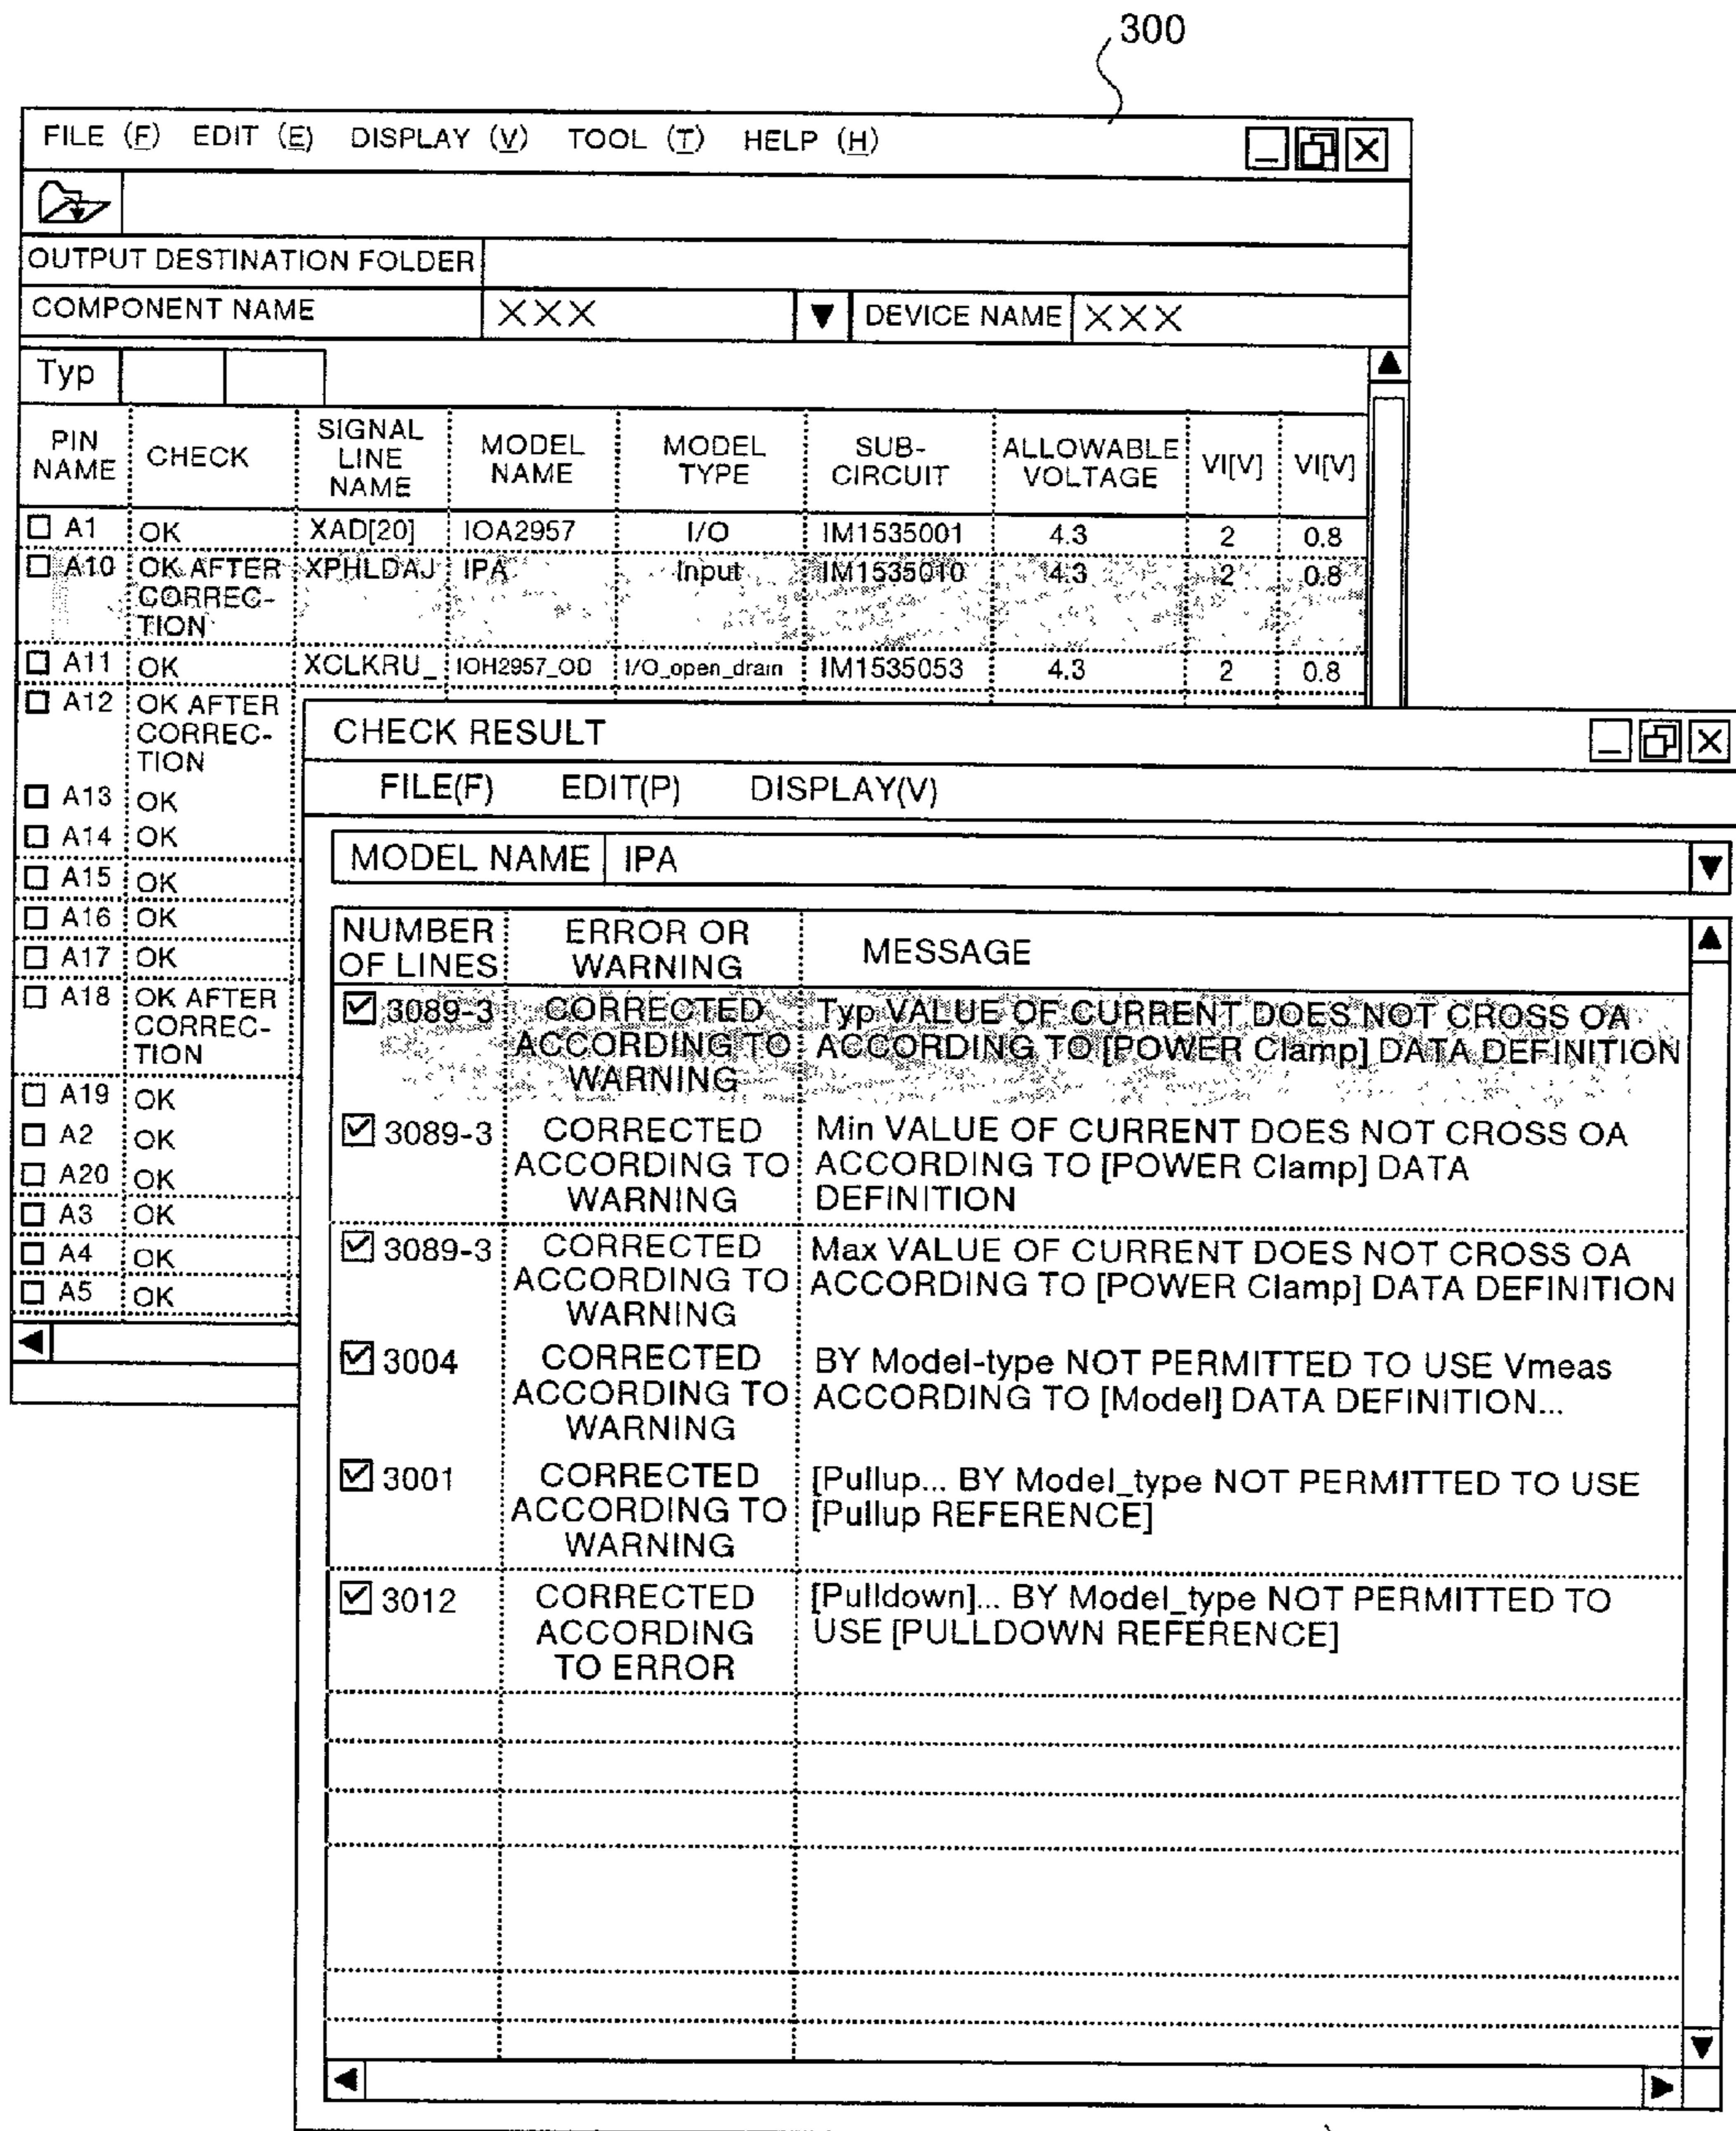 300
FILE (F) EDIT (E) DISPLAY (V) TOOL (T) HELP (H)
OUTPUT DESTINATION FOLDER
COMPONENT NAME XXX ▼ DEVICE NAME XXX
Typ
PIN NAME CHECK SIGNAL LINE NAME MODEL NAME MODEL TYPE SUB-CIRCUIT ALLOWABLE VOLTAGE VI[V] VI[V]
A1 OK XAD[20] IOA2957 I/O IM1535001 4.3 2 0.8
A10 OK AFTER CORREC-TION XPHLDAJ IPA Input IM1535010 4.3 2 0.8
A11 OK XCLKRU_ IOH2957_OD I/O_open_drain IM1535053 4.3 2 0.8
A12 OK AFTER CORREC-TION
A13 OK
A14 OK
A15 OK
A16 OK
A17 OK
A18 OK AFTER CORREC-TION
A19 OK
A2 OK
A20 OK
A3 OK
A4 OK
A5 OK
CHECK RESULT
FILE(F) EDIT(P) DISPLAY(V)
MODEL NAME IPA
NUMBER OF LINES ERROR OR WARNING MESSAGE
3089-3 CORRECTED ACCORDING TO WARNING Typ VALUE OF CURRENT DOES NOT CROSS OA ACCORDING TO [POWER Clamp] DATA DEFINITION
3089-3 CORRECTED ACCORDING TO WARNING Min VALUE OF CURRENT DOES NOT CROSS OA ACCORDING TO [POWER Clamp] DATA DEFINITION
3089-3 CORRECTED ACCORDING TO WARNING Max VALUE OF CURRENT DOES NOT CROSS OA ACCORDING TO [POWER Clamp] DATA DEFINITION
3004 CORRECTED ACCORDING TO WARNING BY Model-type NOT PERMITTED TO USE Vmeas ACCORDING TO [Model] DATA DEFINITION...
3001 CORRECTED ACCORDING TO WARNING [Pullup... BY Model_type NOT PERMITTED TO USE [Pullup REFERENCE]
3012 CORRECTED ACCORDING TO ERROR [Pulldown]... BY Model_type NOT PERMITTED TO USE [PULLDOWN REFERENCE]